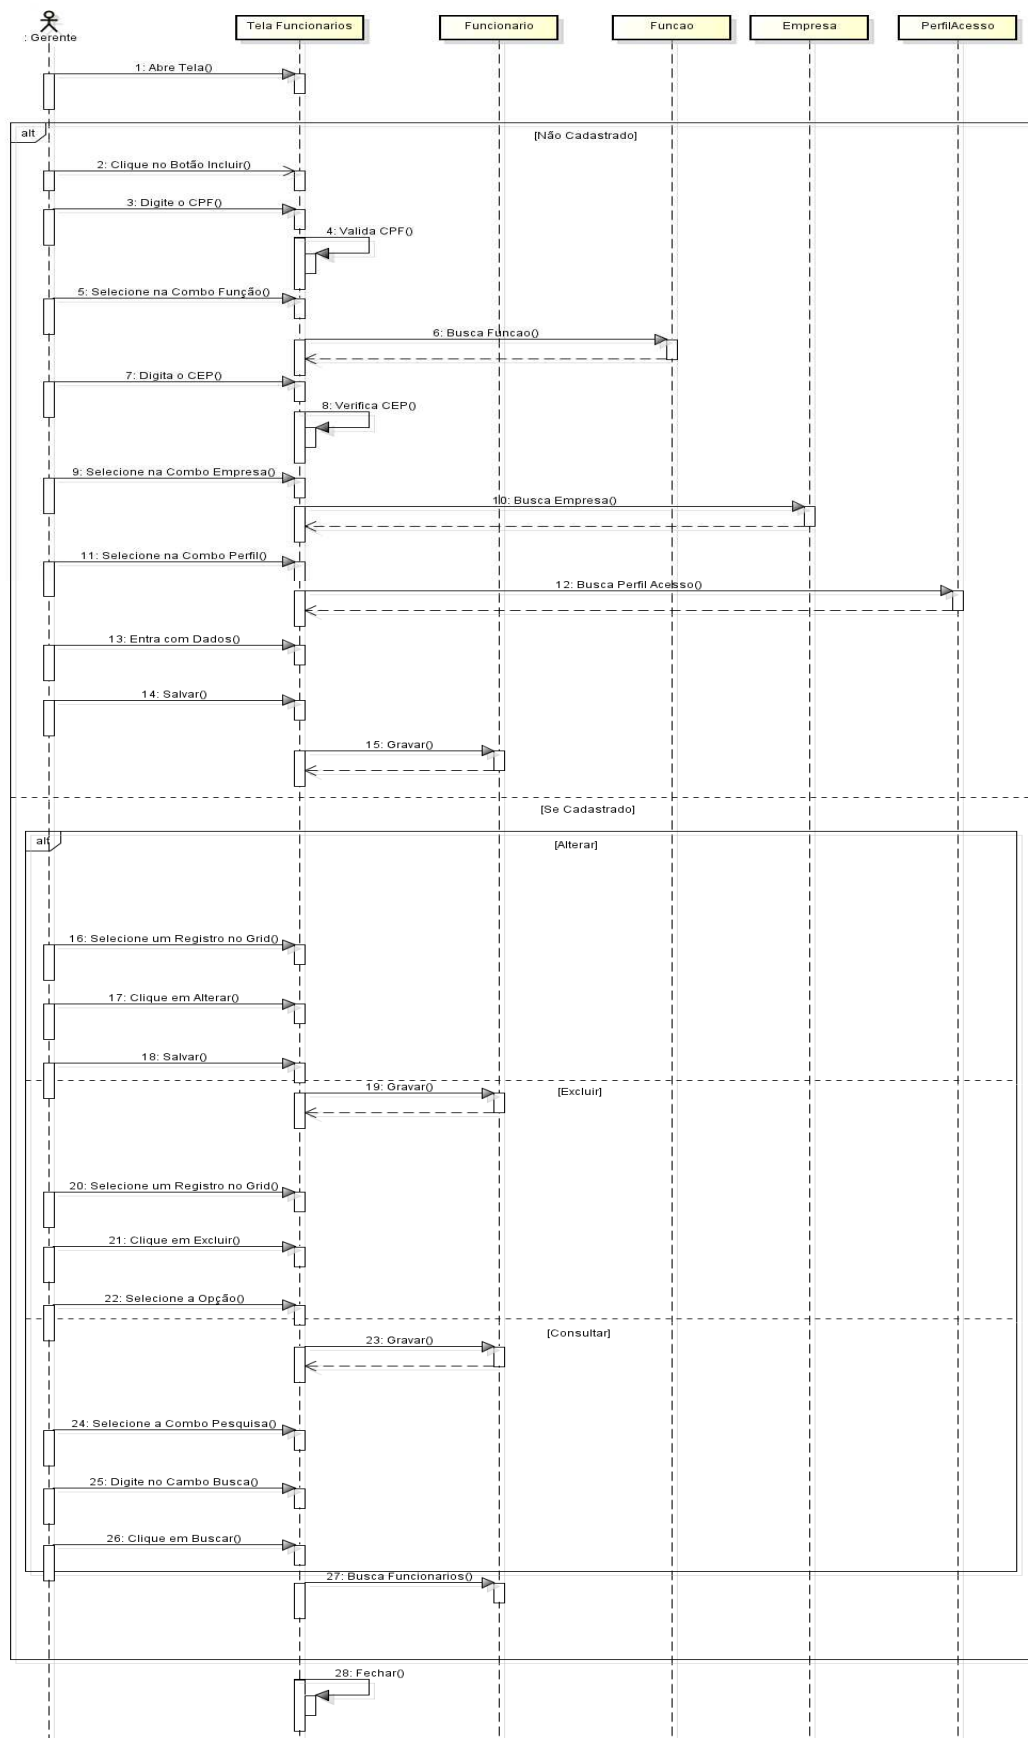 : Gerente
Tela Funcionarios
Funcionario
Funcao
Empresa
PerfilAcesso
1: Abre Tela()
alt
[Não Cadastrado]
2: Clique no Botão Incluir()
3: Digite o CPF()
4: Valida CPF()
5: Selecione na Combo Função()
6: Busca Funcao()
7: Digita o CEP()
8: Verifica CEP()
9: Selecione na Combo Empresa()
10: Busca Empresa()
11: Selecione na Combo Perfil()
12: Busca Perfil Acesso()
13: Entra com Dados()
14: Salvar()
15: Gravar()
[Se Cadastrado]
alt
[Alterar]
16: Selecione um Registro no Grid()
17: Clique em Alterar()
18: Salvar()
19: Gravar()
[Excluir]
20: Selecione um Registro no Grid()
21: Clique em Excluir()
22: Selecione a Opção()
[Consultar]
23: Gravar()
24: Selecione a Combo Pesquisa()
25: Digite no Cambo Busca()
26: Clique em Buscar()
27: Busca Funcionarios()
28: Fechar()